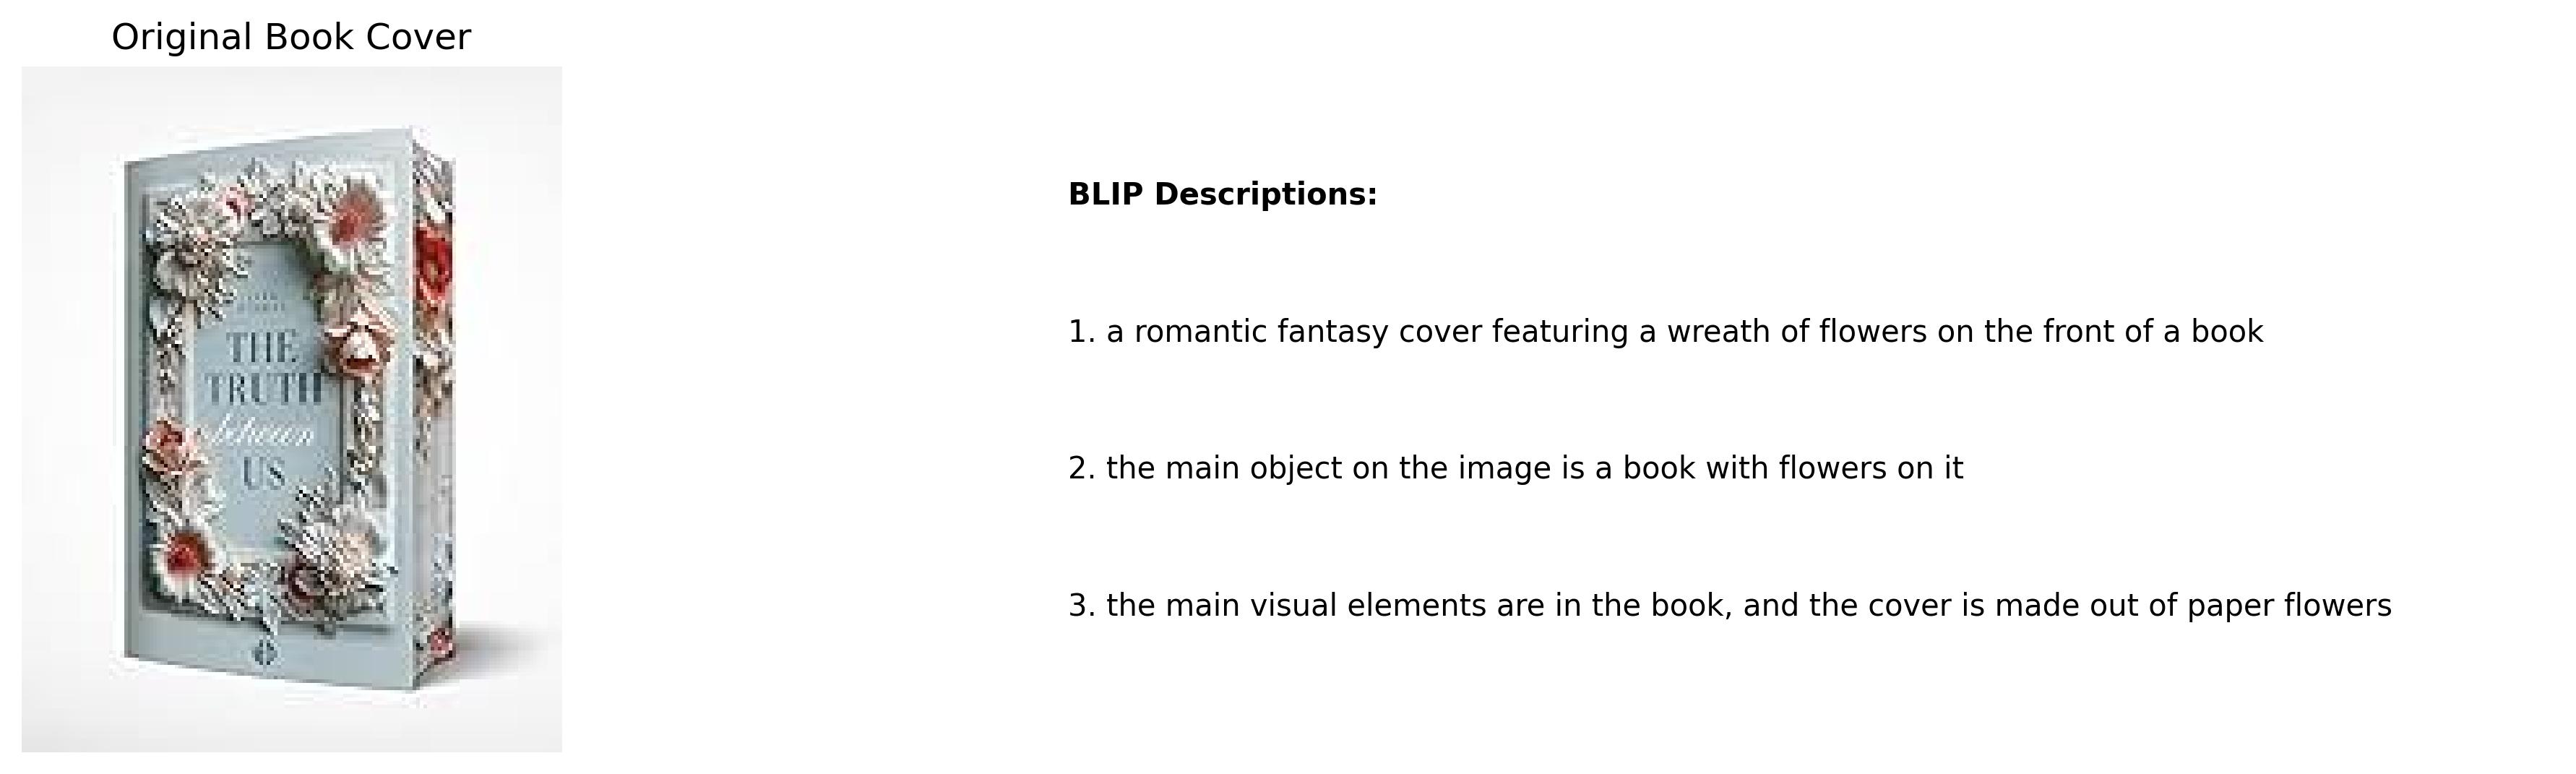 Original Book Cover
THE
TRUTH
between
US
BLIP Descriptions:
1. a romantic fantasy cover featuring a wreath of flowers on the front of a book
2. the main object on the image is a book with flowers on it
3. the main visual elements are in the book, and the cover is made out of paper flowers